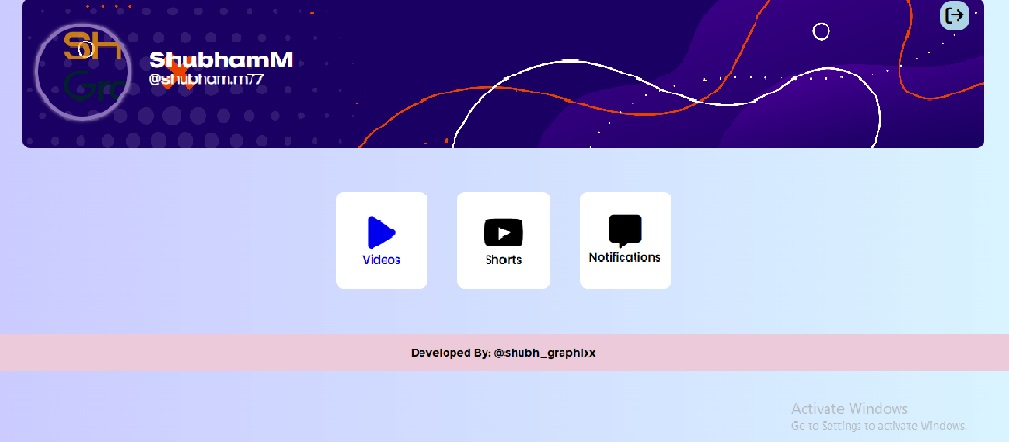 SH
Gr
ShubhamM
@shubham.m77
Videos
Shorts
Notifications
Developed By: @shubh_graphixx
Activate Windows
Go to Settings to activate Windows.